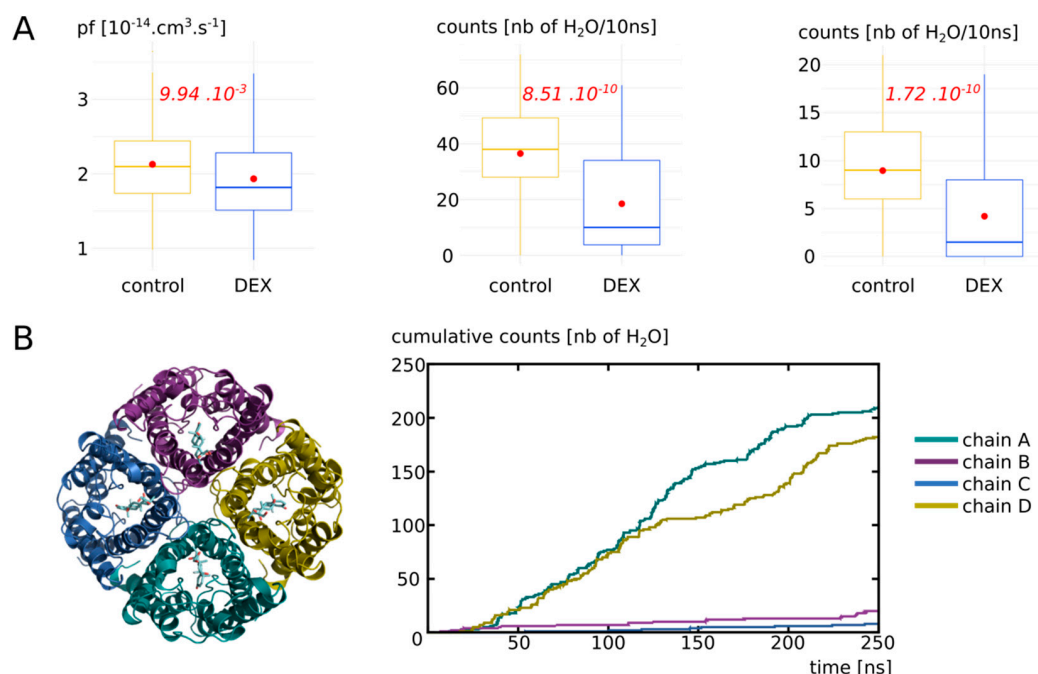 A
pf [10⁻¹⁴.cm³.s⁻¹]
3
2
1
9.94 .10⁻³
control DEX
counts [nb of H₂O/10ns]
60
40
20
0
8.51 .10⁻¹⁰
control DEX
counts [nb of H₂O/10ns]
20
15
10
5
0
1.72 .10⁻¹⁰
control DEX
B
cumulative counts [nb of H₂O]
250
200
150
100
50
0
50 100 150 200 250
time [ns]
chain A
chain B
chain C
chain D